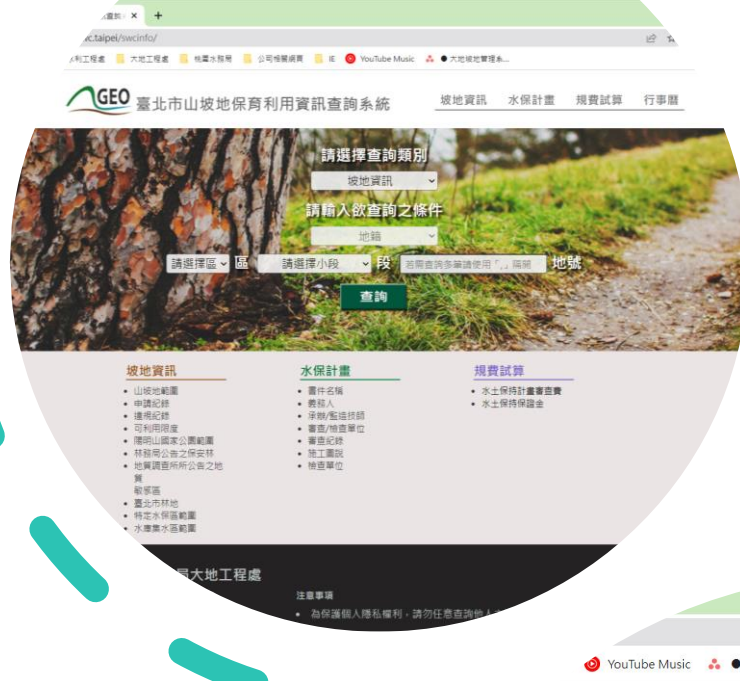 taipei/swcinfo/
大地工程處
桃園水務局
公司相關網頁
IE
YouTube Music
大地坡地管理系...
GEO 臺北市山坡地保育利用資訊查詢系統
坡地資訊 水保計畫 規費試算 行事曆
請選擇查詢類別
坡地資訊
請輸入欲查詢之條件
地籍
請選擇區 區 請選擇小段 段 若需查詢多筆請使用「,」隔開 地號
查詢
坡地資訊
• 山坡地範圍
• 申請紀錄
• 違規紀錄
• 可利用限度
• 陽明山國家公園範圍
• 林務局公告之保安林
• 地質調查所所公告之地
質
敏感區
• 臺北市林地
• 特定水保區範圍
• 水庫集水區範圍
水保計畫
• 書件名稱
• 義務人
• 承辦/監造技師
• 審查/檢查單位
• 審查紀錄
• 施工圖說
• 檢查單位
規費試算
• 水土保持計畫審查費
• 水土保持保證金
局大地工程處
注意事項
• 為保護個人隱私權利,請勿任意查詢他人
YouTube Music